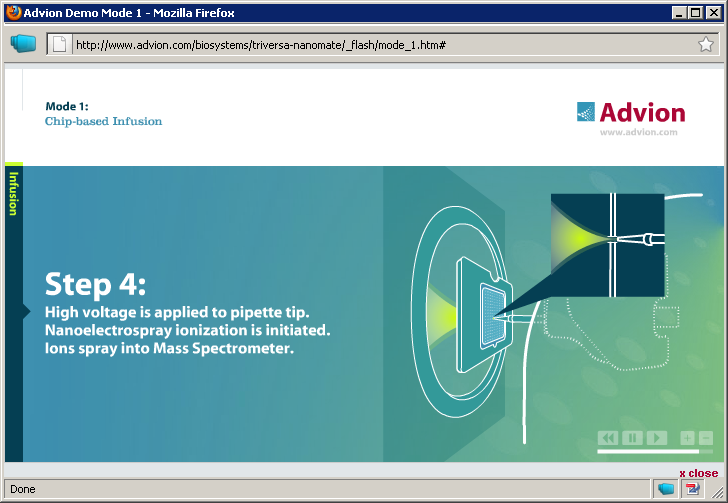 Advion Demo Mode 1 - Mozilla Firefox
http://www.advion.com/biosystems/triversa-nanomate/_flash/mode_1.htm#
Mode 1:
Chip-based Infusion
Advion
www.advion.com
Infusion
Step 4:
High voltage is applied to pipette tip.
Nanoelectrospray ionization is initiated.
Ions spray into Mass Spectrometer.
x close
Done